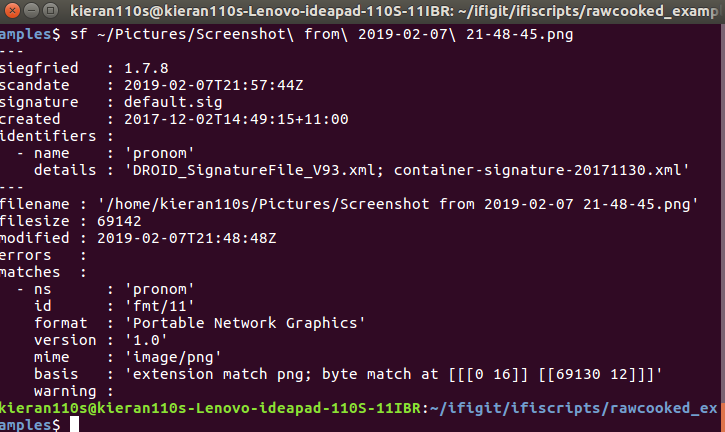 kieran110s@kieran110s-Lenovo-ideapad-110S-11IBR: ~/ifigit/ifiscripts/rawcooked_exampl
amples$ sf ~/Pictures/Screenshot\ from\ 2019-02-07\ 21-48-45.png
---
siegfried   : 1.7.8
scandate    : 2019-02-07T21:57:44Z
signature   : default.sig
created     : 2017-12-02T14:49:15+11:00
identifiers :
  - name    : 'pronom'
    details : 'DROID_SignatureFile_V93.xml; container-signature-20171130.xml'
---
filename : '/home/kieran110s/Pictures/Screenshot from 2019-02-07 21-48-45.png'
filesize : 69142
modified : 2019-02-07T21:48:48Z
errors   :
matches  :
  - ns      : 'pronom'
    id      : 'fmt/11'
    format  : 'Portable Network Graphics'
    version : '1.0'
    mime    : 'image/png'
    basis   : 'extension match png; byte match at [[[0 16]] [[69130 12]]]'
    warning :
kieran110s@kieran110s-Lenovo-ideapad-110S-11IBR:~/ifigit/ifiscripts/rawcooked_ex
amples$